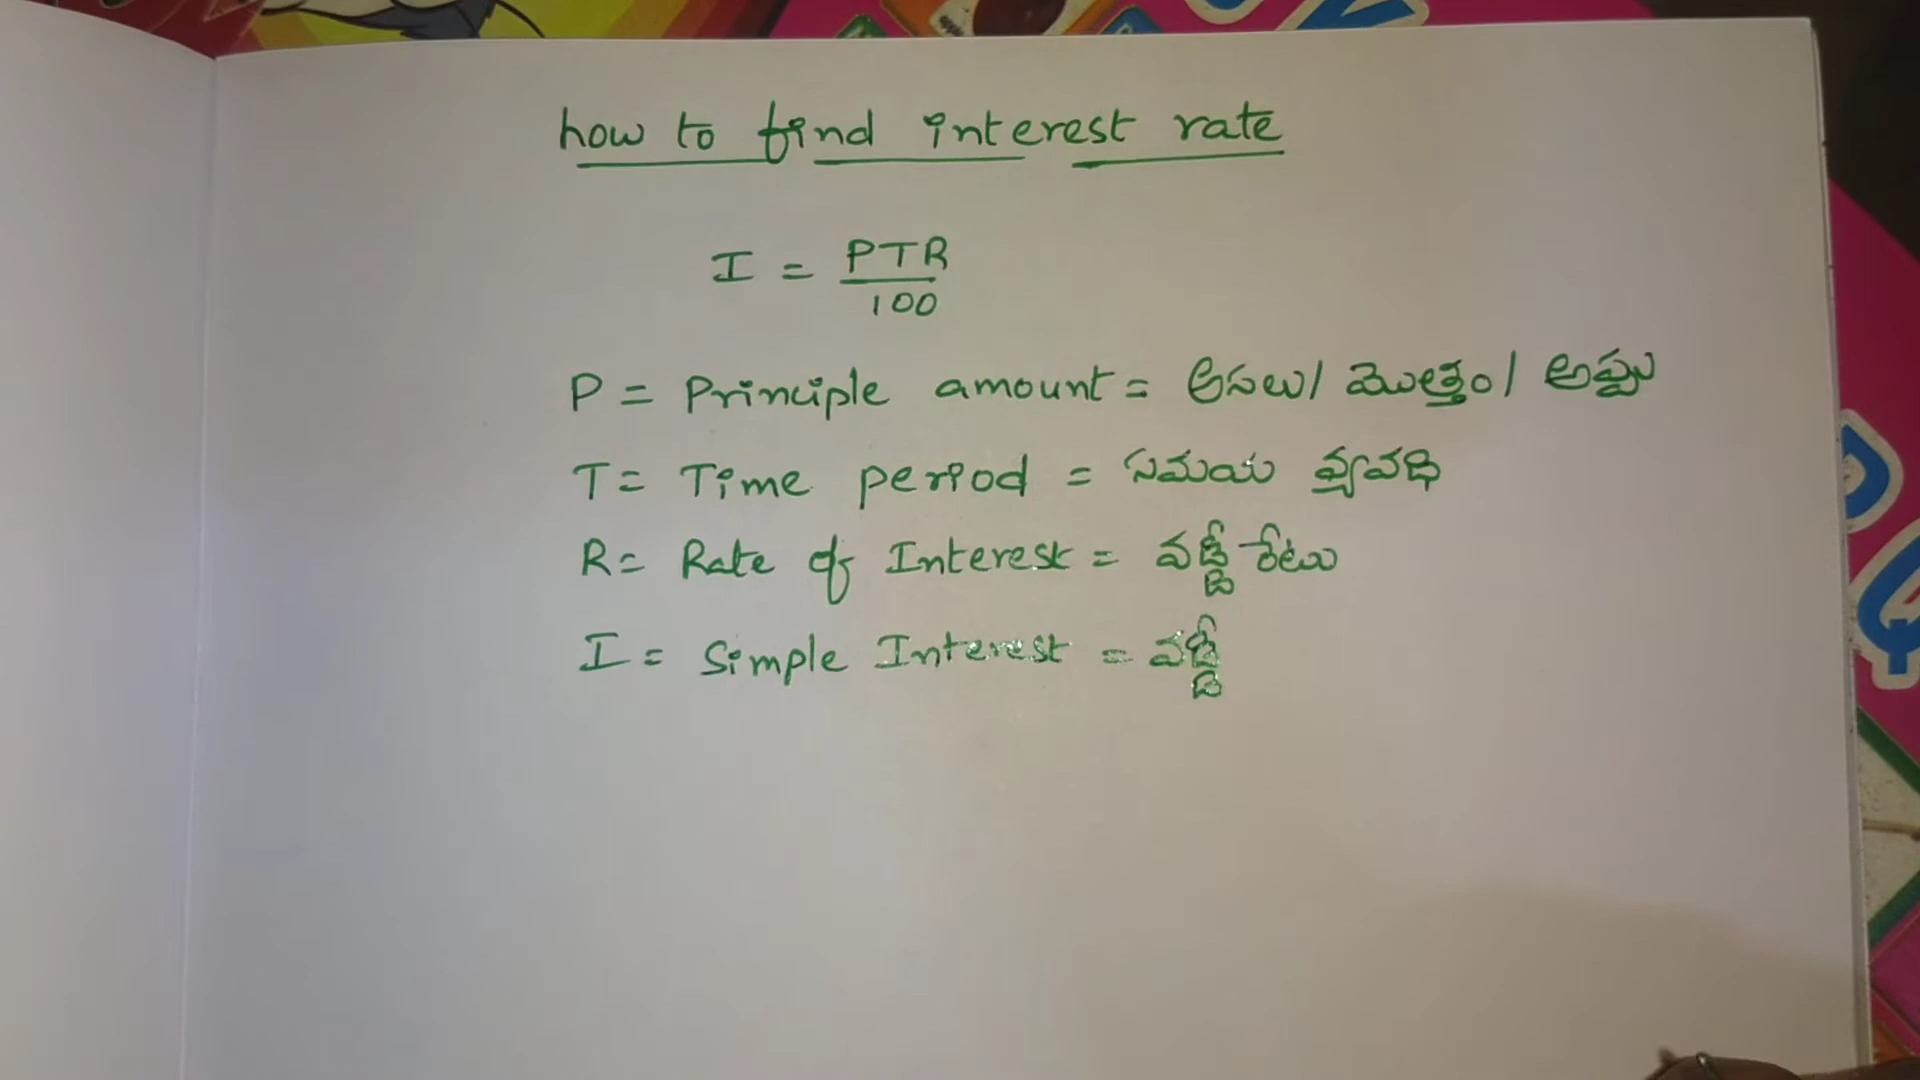 how to find interest rate
I = PTR
100
P = Principle amount = అసలు/ మొత్తం/ అప్పు
T = Time period = సమయ వ్యవధి
R = Rate of Interest = వడ్డీ రేటు
I = Simple Interest = వడ్డీ